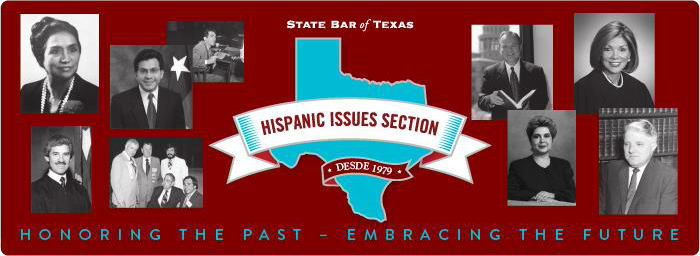 STATE BAR of TEXAS
HISPANIC ISSUES SECTION
• DESDE 1979 •
HONORING THE PAST – EMBRACING THE FUTURE